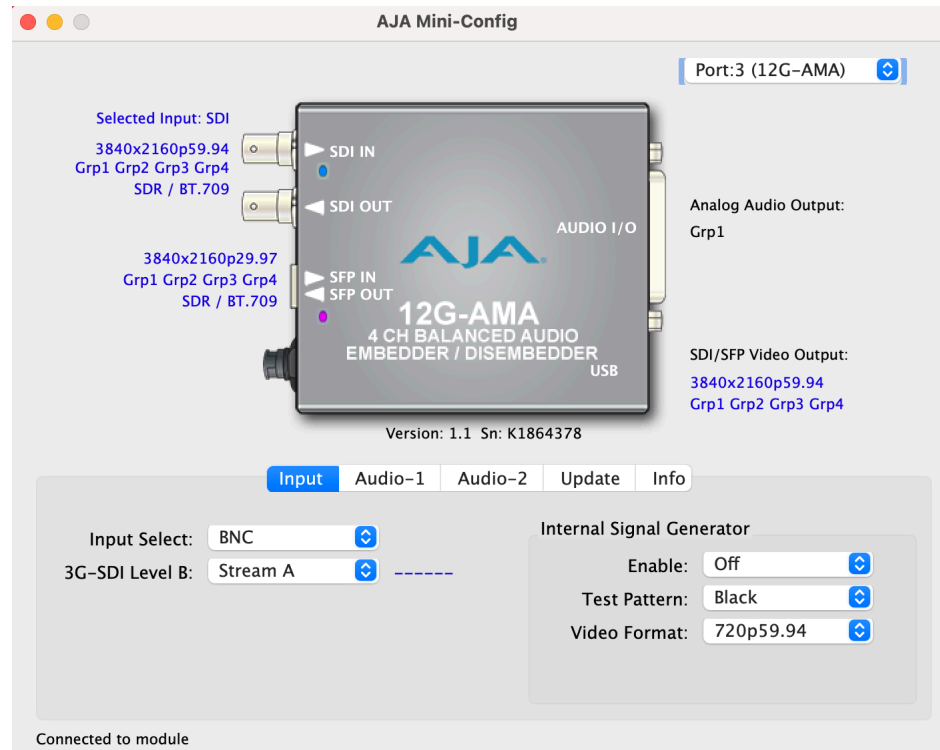 AJA Mini-Config
Port:3 (12G-AMA)
Selected Input: SDI
3840x2160p59.94
Grp1 Grp2 Grp3 Grp4
SDR / BT.709
SDI IN
SDI OUT
AUDIO I/O
Analog Audio Output:
Grp1
3840x2160p29.97
Grp1 Grp2 Grp3 Grp4
SDR / BT.709
AJA
SFP IN
SFP OUT
12G-AMA
4 CH BALANCED AUDIO
EMBEDDER / DISEMBEDDER
USB
SDI/SFP Video Output:
3840x2160p59.94
Grp1 Grp2 Grp3 Grp4
Version: 1.1 Sn: K1864378
Input Audio-1 Audio-2 Update Info
Input Select: BNC
3G-SDI Level B: Stream A ------
Internal Signal Generator
Enable: Off
Test Pattern: Black
Video Format: 720p59.94
Connected to module